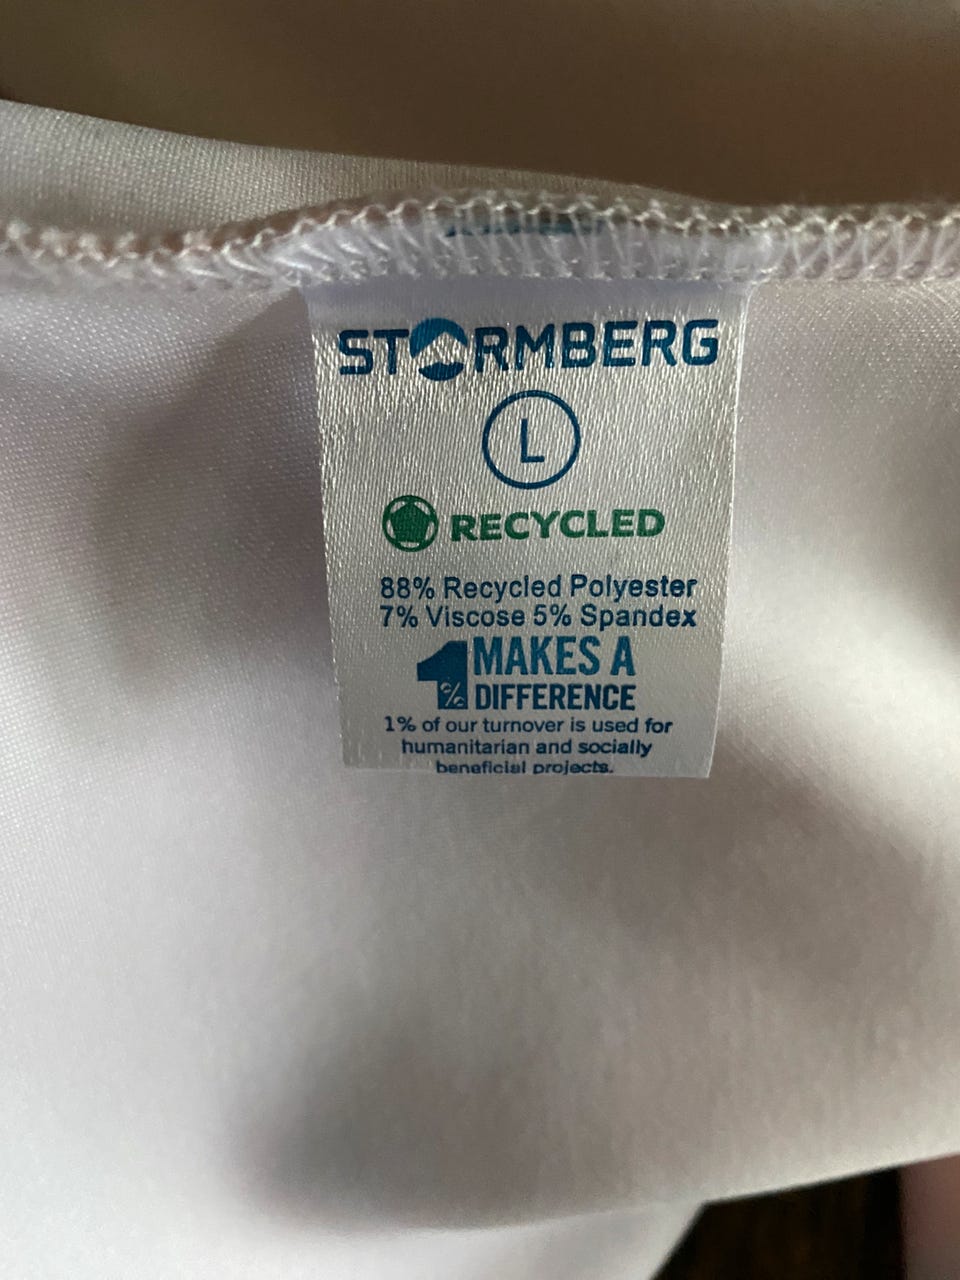 STORMBERG
L
RECYCLED
88% Recycled Polyester
7% Viscose 5% Spandex
1% MAKES A
DIFFERENCE
1% of our turnover is used for
humanitarian and socially
beneficial projects.